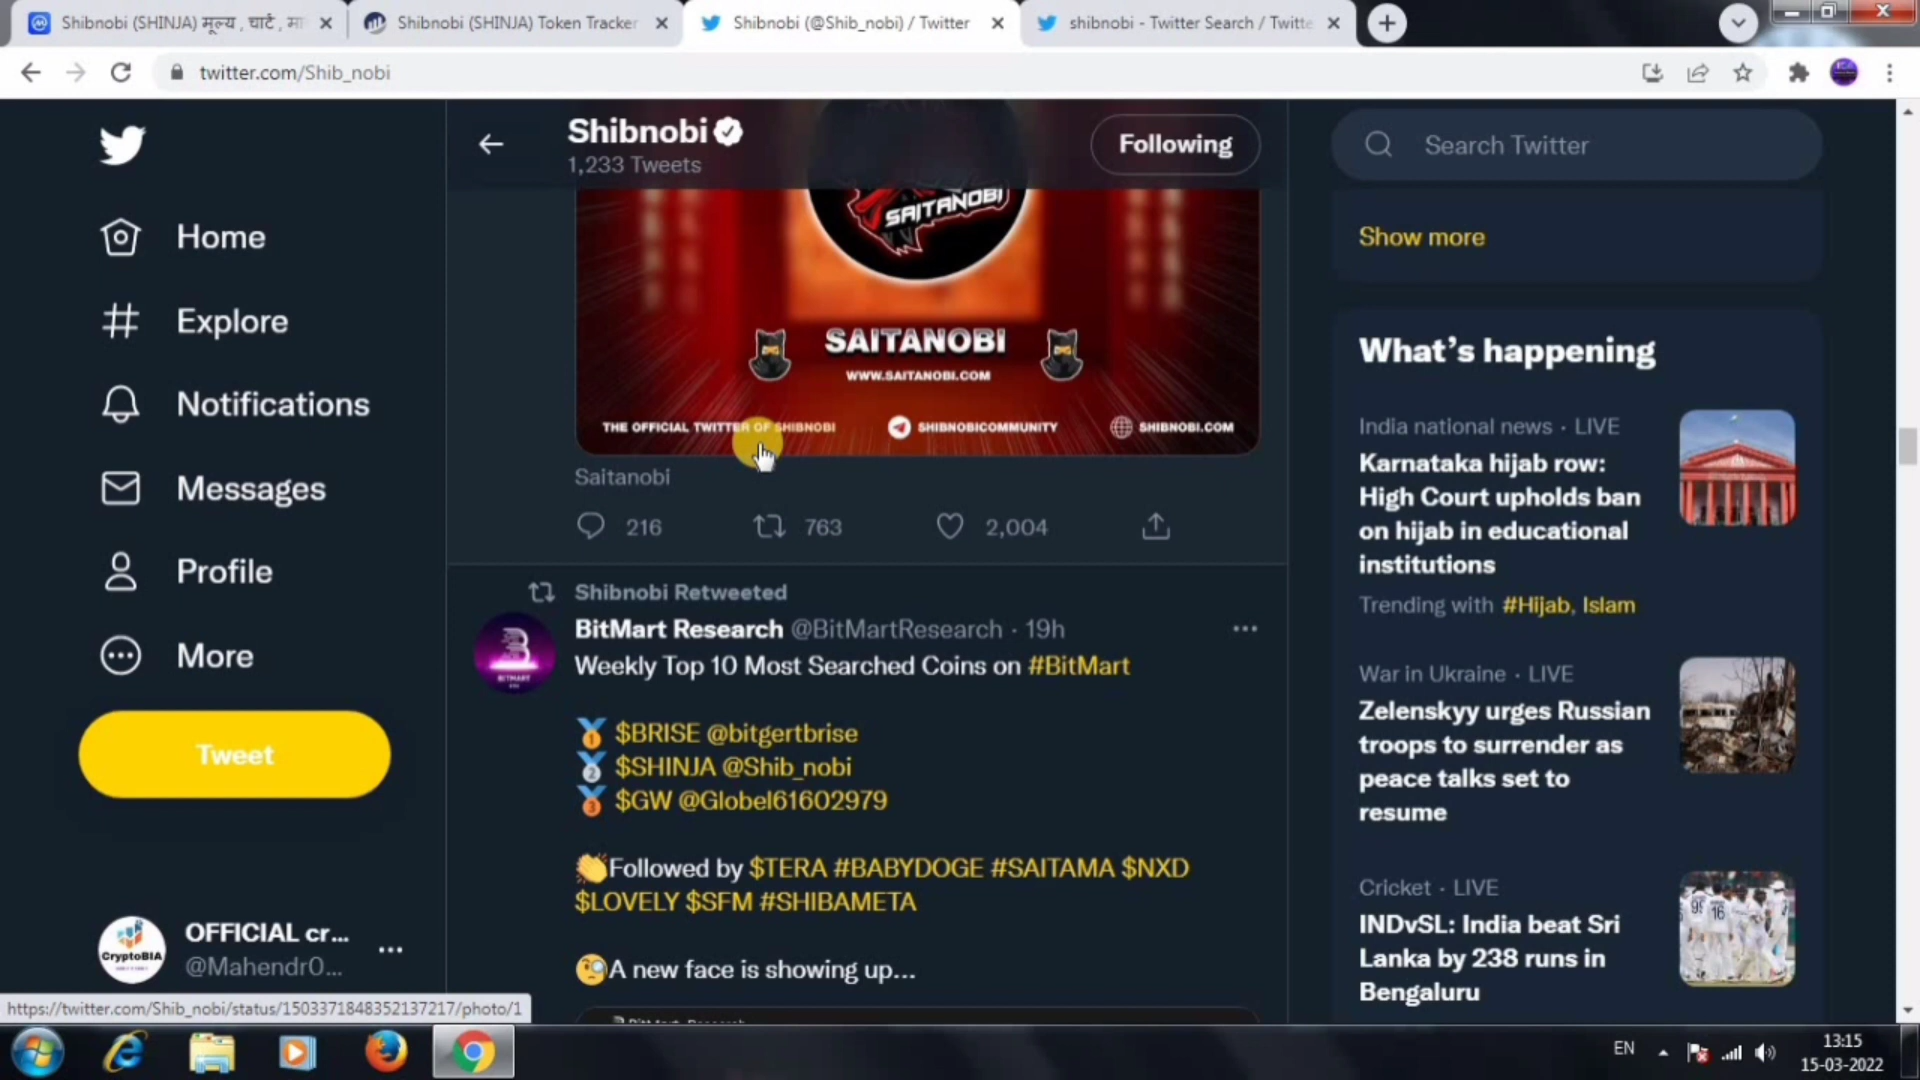 Shibnobi (SHINJA) मूल्य , चार्ट , मा
Shibnobi (SHINJA) Token Tracker
Shibnobi (@Shib_nobi) / Twitter
shibnobi - Twitter Search / Twitte
twitter.com/Shib_nobi
Home
Explore
Notifications
Messages
Profile
More
Tweet
OFFICIAL cr...
@Mahendr0...
CryptoBIA
https://twitter.com/Shib_nobi/status/1503371848352137217/photo/1
Shibnobi
1,233 Tweets
Following
SAITANOBI
SAITANOBI
WWW.SAITANOBI.COM
THE OFFICIAL TWITTER OF SHIBNOBI
SHIBNOBICOMMUNITY
SHIBNOBI.COM
Saitanobi
216
763
2,004
Shibnobi Retweeted
BitMart Research @BitMartResearch · 19h
Weekly Top 10 Most Searched Coins on #BitMart
$BRISE @bitgertbrise
$SHINJA @Shib_nobi
$GW @Globel61602979
Followed by $TERA #BABYDOGE #SAITAMA $NXD
$LOVELY $SFM #SHIBAMETA
A new face is showing up...
BITMART
Search Twitter
Show more
What's happening
India national news · LIVE
Karnataka hijab row:
High Court upholds ban
on hijab in educational
institutions
Trending with #Hijab, Islam
War in Ukraine · LIVE
Zelenskyy urges Russian
troops to surrender as
peace talks set to
resume
Cricket · LIVE
INDvSL: India beat Sri
Lanka by 238 runs in
Bengaluru
EN
13:15
15-03-2022